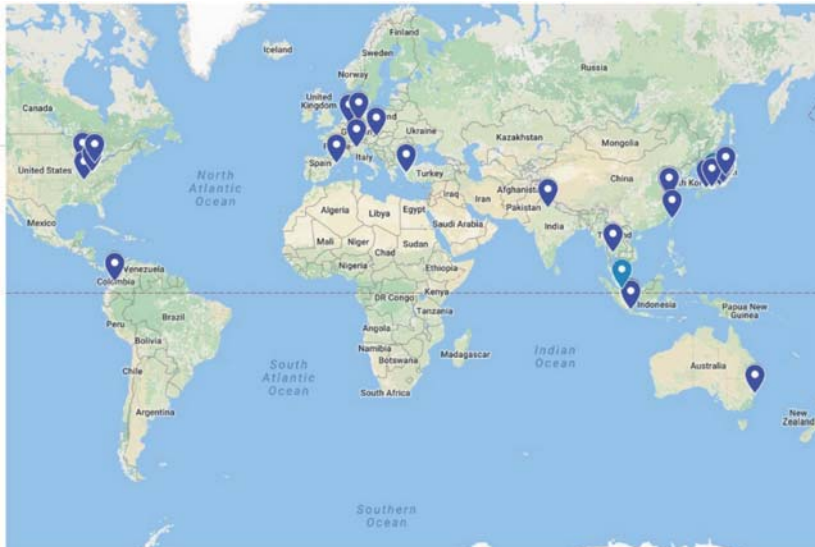 Iceland
Finland
Sweden
Norway
Russia
Canada
United
Kingdom
Ukraine
Kazakhstan
Mongolia
North
Atlantic
Ocean
United States
Spain
Italy
Turkey
China
Afghanistan
Iraq
Iran
Pakistan
Mexico
Algeria
Libya
Egypt
Saudi Arabia
India
Mali
Niger
Sudan
Chad
Nigeria
Ethiopia
Venezuela
Colombia
DR Congo
Kenya
Indonesia
Tanzania
Papua New
Guinea
Peru
Brazil
Angola
Bolivia
Namibia
Botswana
Madagascar
Indian
Ocean
South
Atlantic
Ocean
Chile
Australia
South Africa
Argentina
New
Zealand
Southern
Ocean